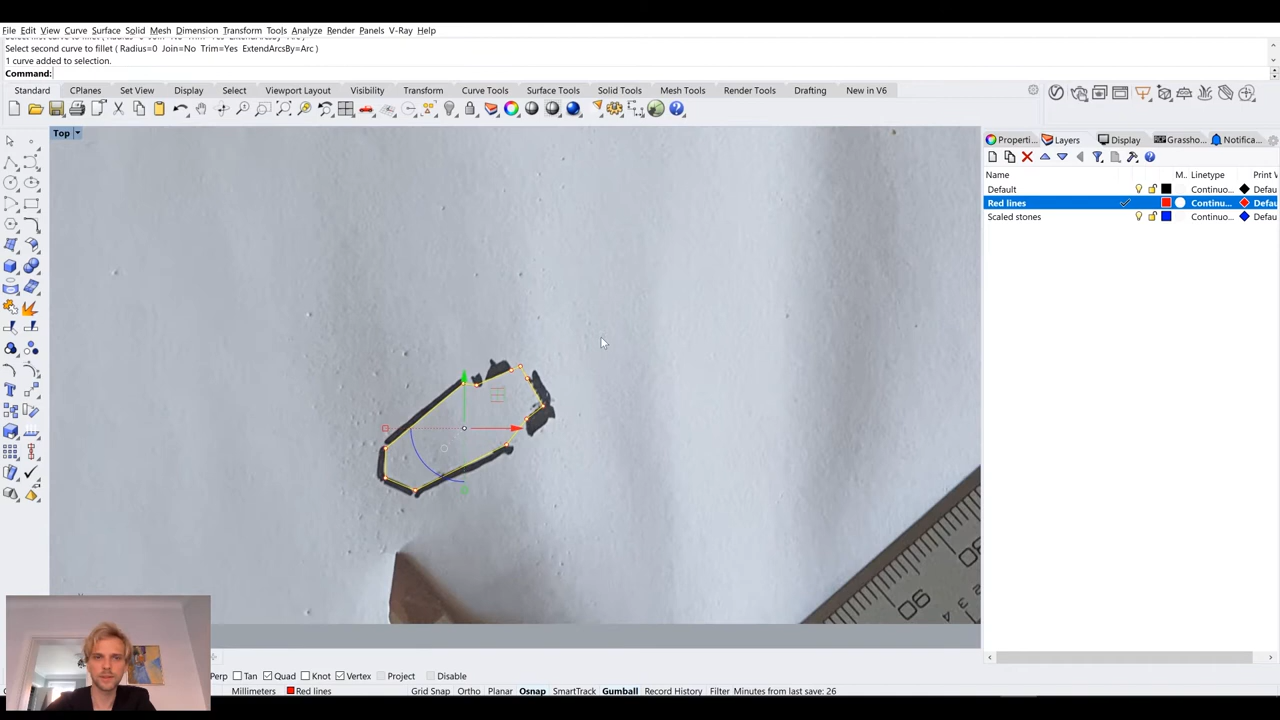 File Edit View Curve Surface Solid Mesh Dimension Transform Tools Analyze Render Panels V-Ray Help
Select second curve to fillet ( Radius=0 Join=No Trim=Yes ExtendArcsBy=Arc )
1 curve added to selection.
Command:
Standard CPlanes Set View Display Select Viewport Layout Visibility Transform Curve Tools Surface Tools Solid Tools Mesh Tools Render Tools Drafting New in V6
Top
Properti... Layers Display Grassho... Notifica...
Name M.. Linetype Print V
Default Continuo... Defau
Red lines Continu... Defau
Scaled stones Continuo... Defau
90
Perp Tan Quad Knot Vertex Project Disable
Millimeters Red lines Grid Snap Ortho Planar Osnap SmartTrack Gumball Record History Filter Minutes from last save: 26